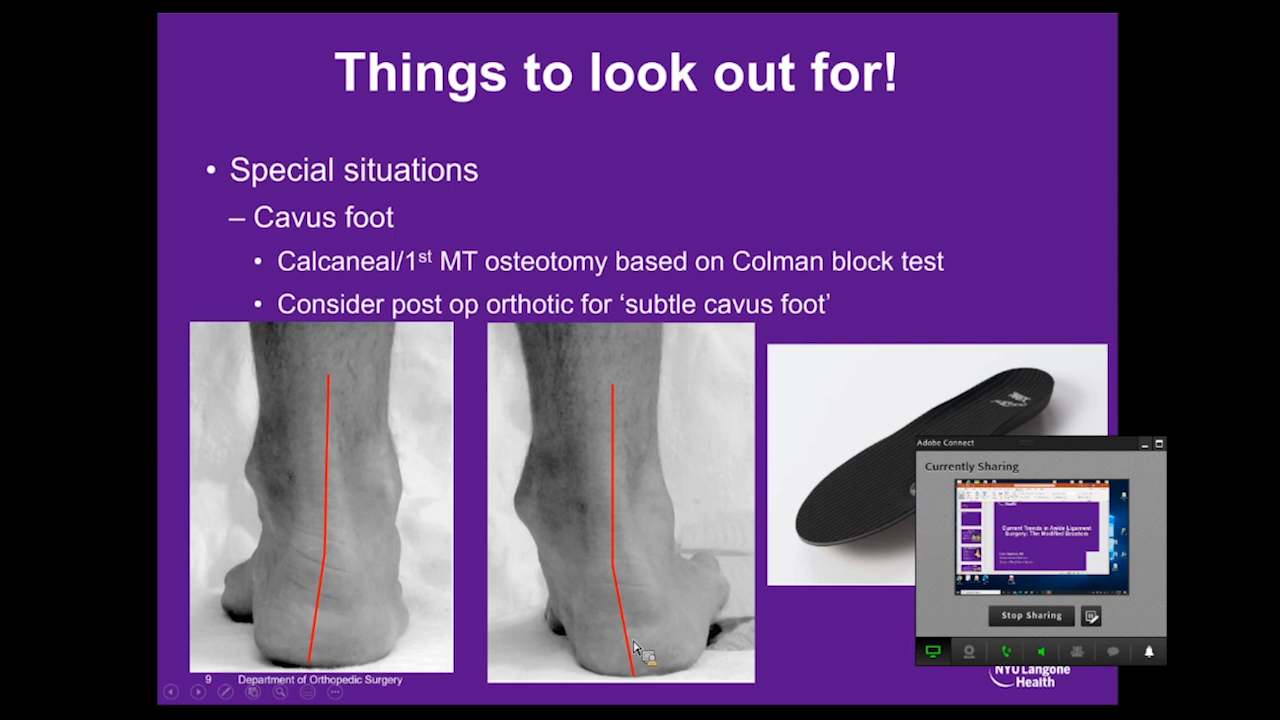 Things to look out for!
• Special situations
– Cavus foot
• Calcaneal/1st MT osteotomy based on Colman block test
• Consider post op orthotic for ‘subtle cavus foot’
Adobe Connect
Currently Sharing
Current Trends in Ankle Ligament
Surgery: The Modified Brostrom
Stop Sharing
9 Department of Orthopedic Surgery
NYU Langone
Health